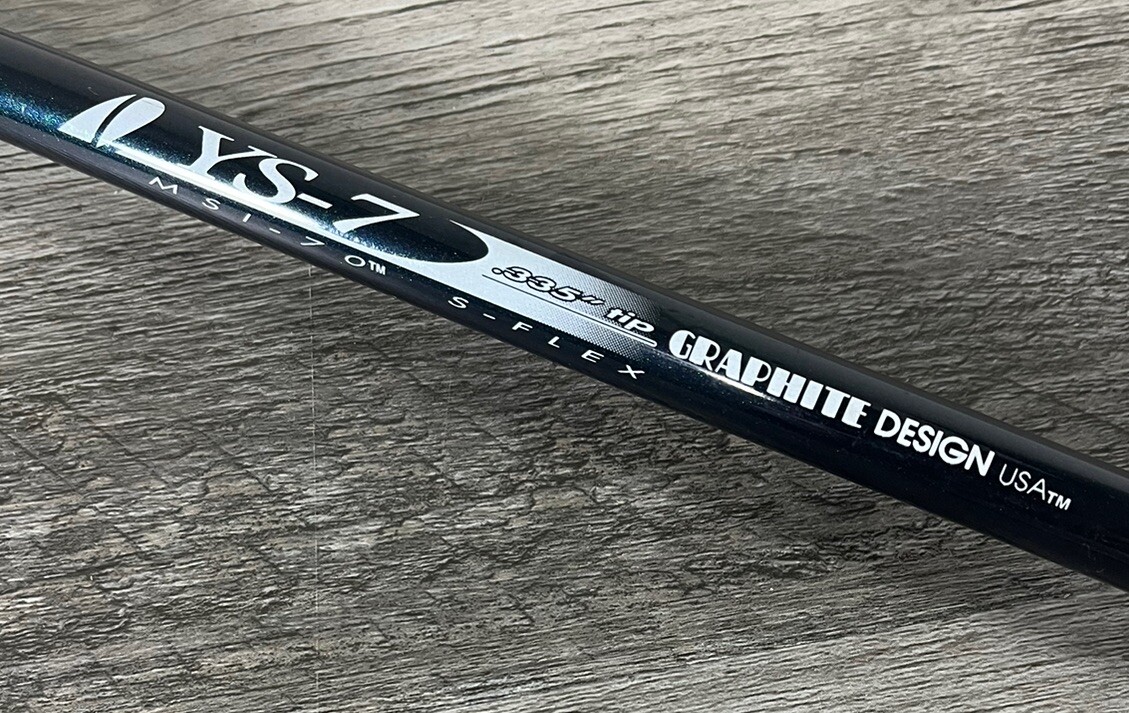 YS-7
MSI-70™
S-FLEX
.335" tip
GRAPHITE DESIGN USA™